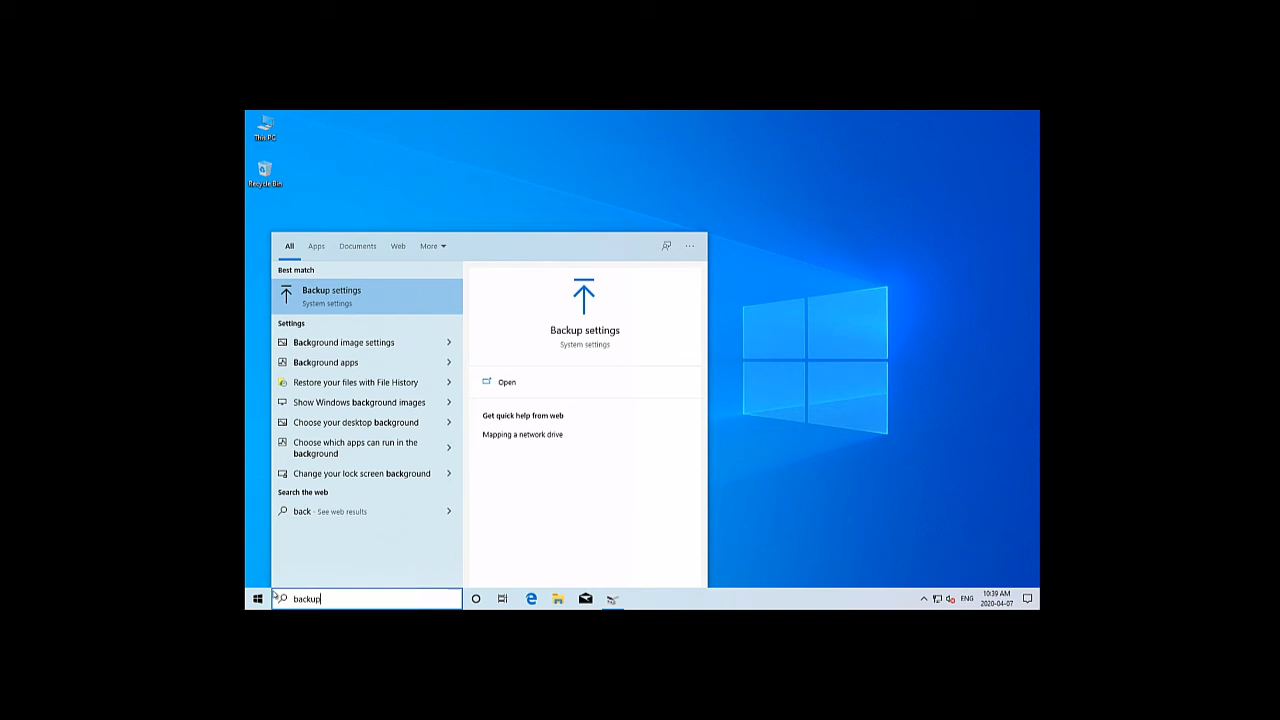 This PC
Recycle Bin
All Apps Documents Web More
Best match
Backup settings
System settings
Settings
Background image settings
Background apps
Restore your files with File History
Show Windows background images
Choose your desktop background
Choose which apps can run in the
background
Change your lock screen background
Search the web
back - See web results
Backup settings
System settings
Open
Get quick help from web
Mapping a network drive
backup
ENG
10:39 AM
2020-04-07